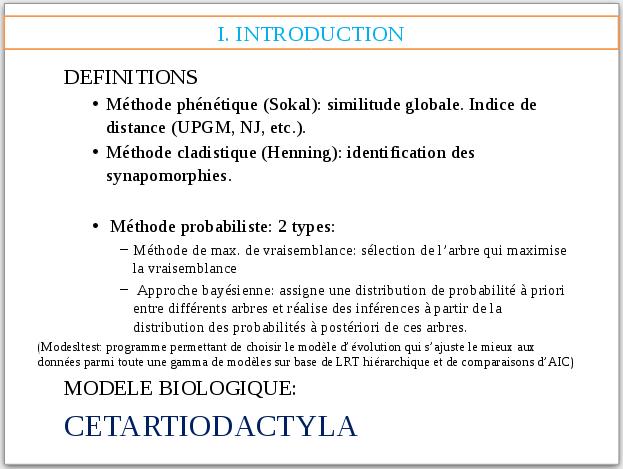 I. INTRODUCTION
DEFINITIONS
• Méthode phénétique (Sokal): similitude globale. Indice de
distance (UPGM, NJ, etc.).
• Méthode cladistique (Henning): identification des
synapomorphies.
• Méthode probabiliste: 2 types:
– Méthode de max. de vraisemblance: sélection de l'arbre qui maximise
la vraisemblance
– Approche bayésienne: assigne une distribution de probabilité à priori
entre différents arbres et réalise des inférences à partir de la
distribution des probabilités à postériori de ces arbres.
(Modesltest: programme permettant de choisir le modèle d'évolution qui s'ajuste le mieux aux
données parmi toute une gamme de modèles sur base de LRT hiérarchique et de comparaisons d'AIC)
MODELE BIOLOGIQUE:
CETARTIODACTYLA